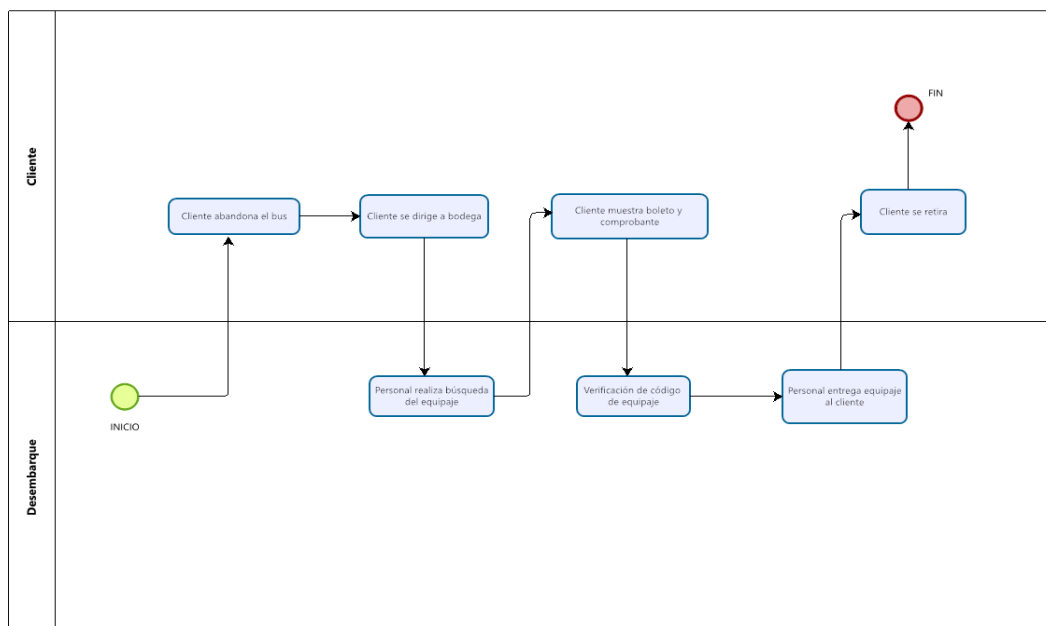 Cliente
FIN
Cliente abandona el bus
Cliente se dirige a bodega
Cliente muestra boleto y
comprobante
Cliente se retira
Desembarque
INICIO
Personal realiza búsqueda
del equipaje
Verificación de código
de equipaje
Personal entrega equipaje
al cliente